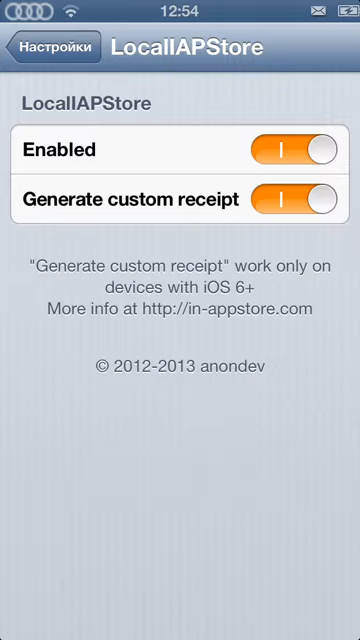 12:54
Настройки
LocalIAPStore
LocalIAPStore
Enabled
Generate custom receipt
"Generate custom receipt" work only on
devices with iOS 6+
More info at http://in-appstore.com
© 2012-2013 anondev